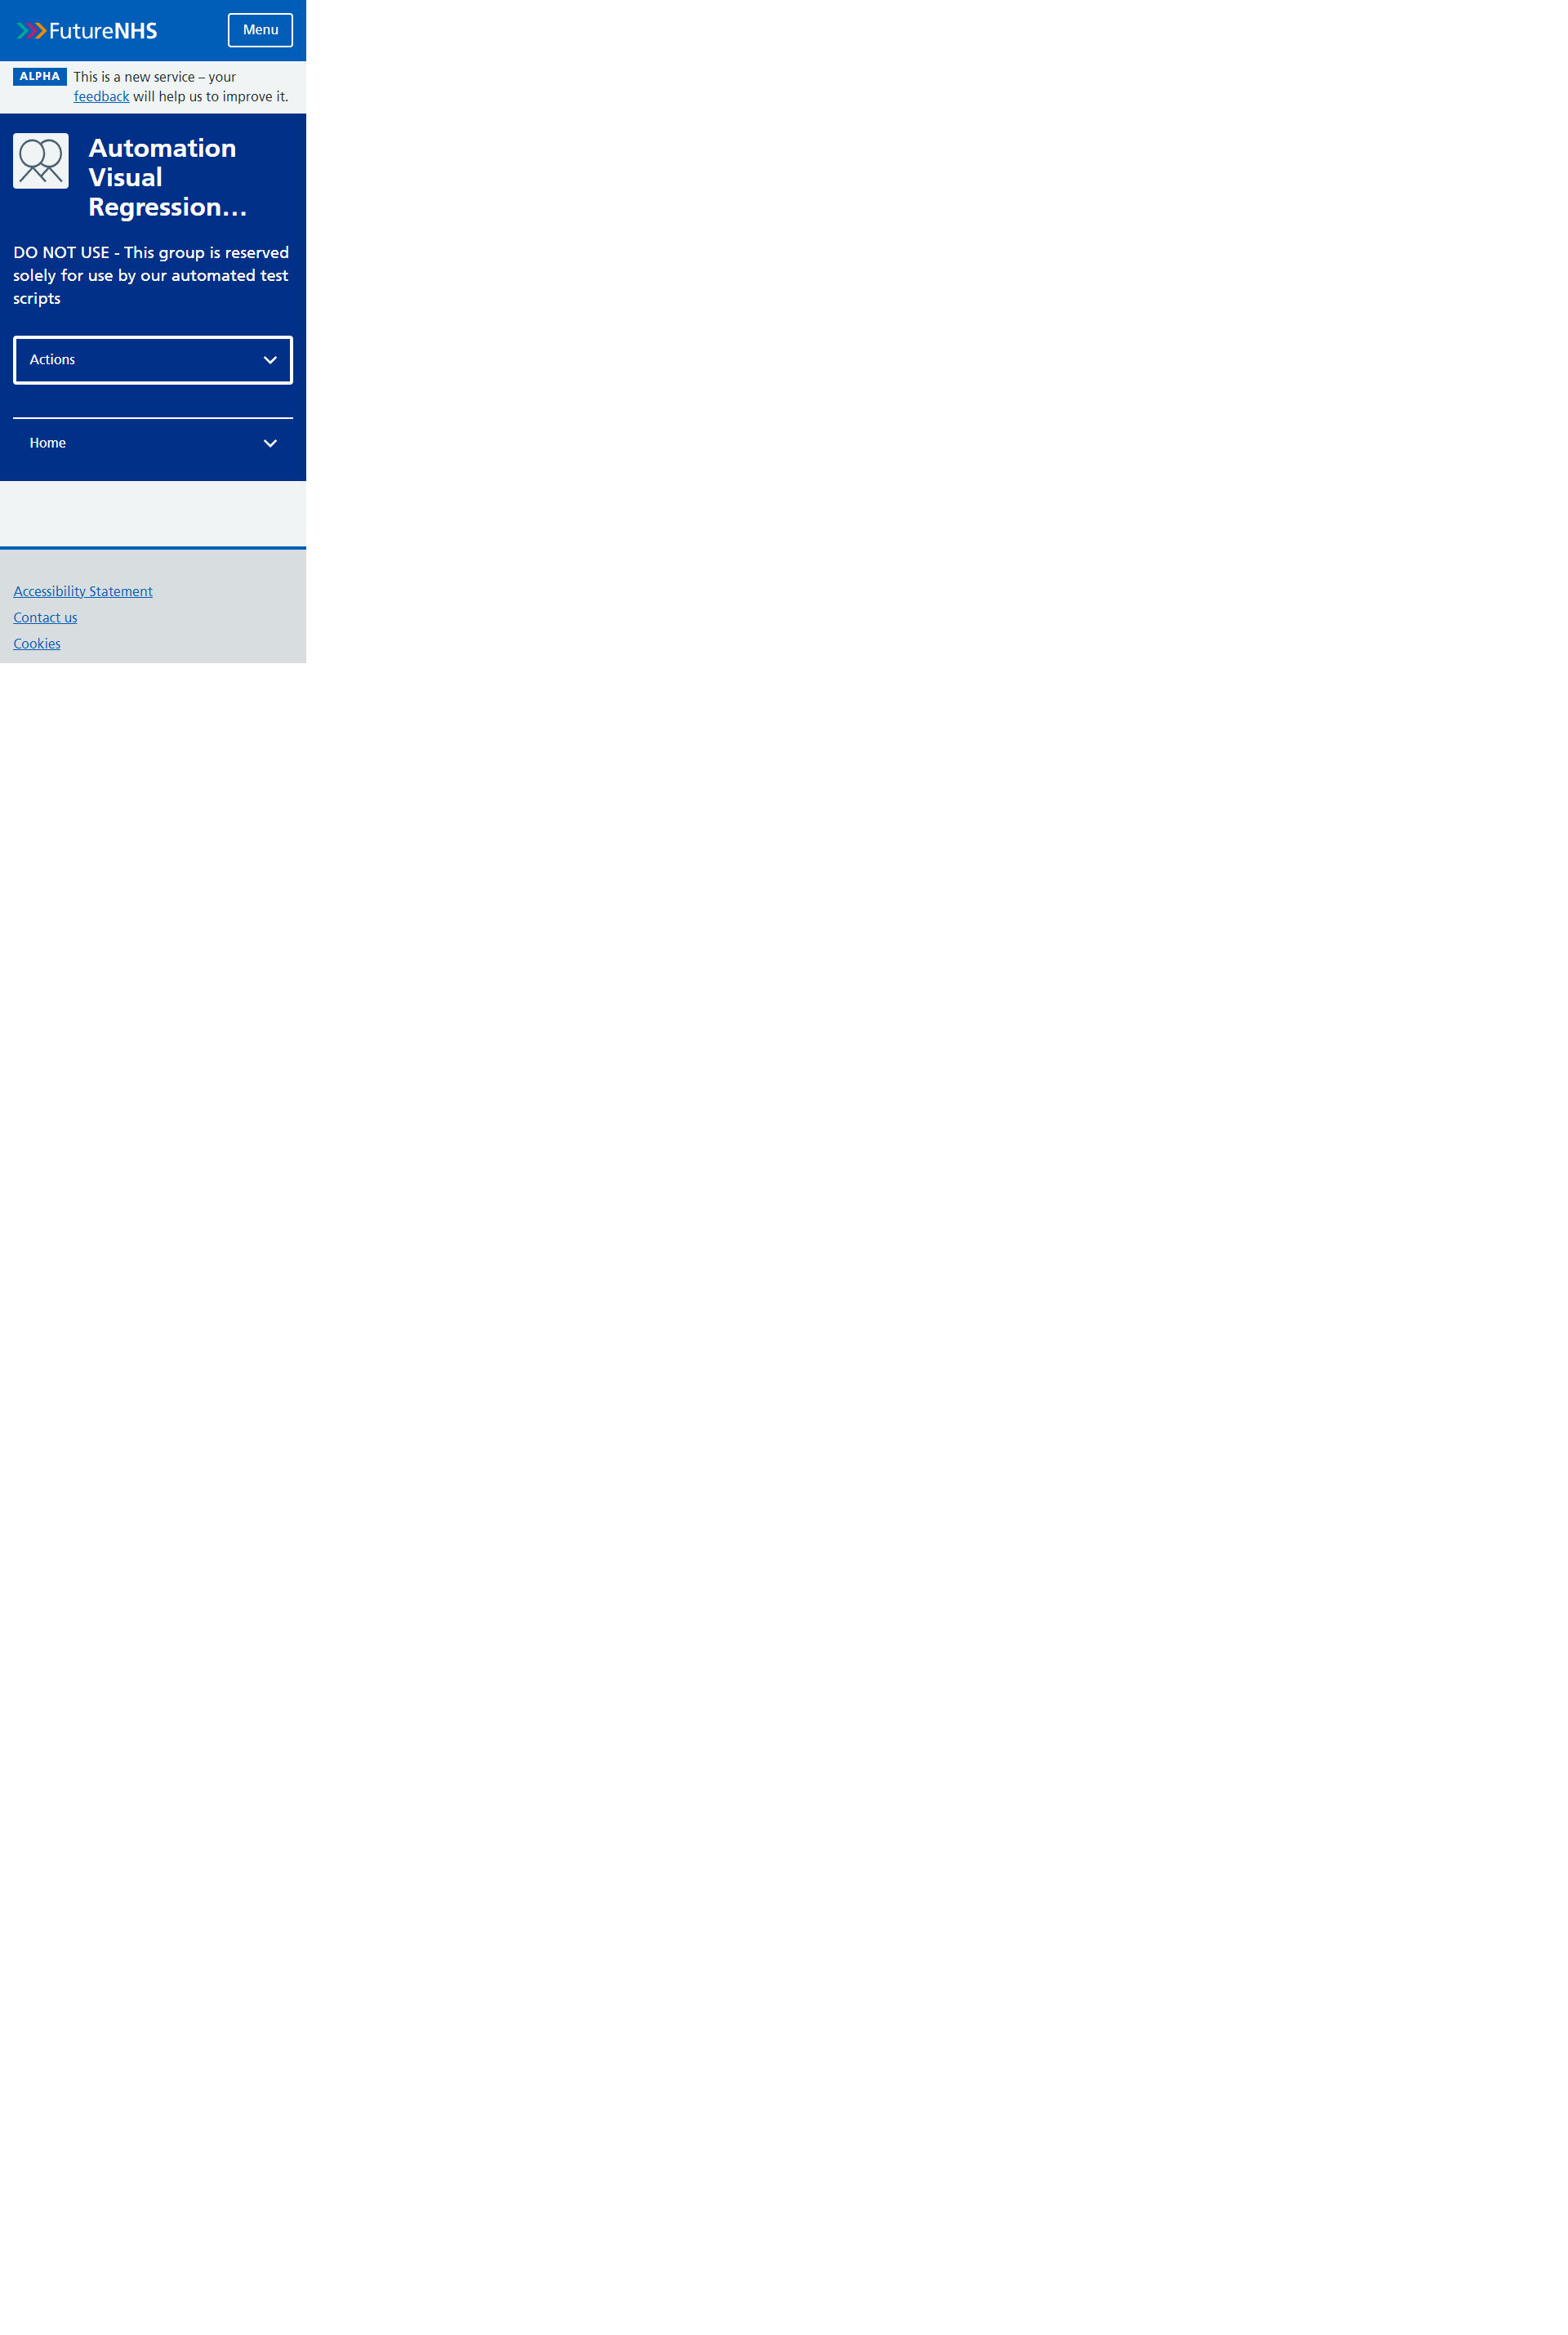 FutureNHS
Menu
ALPHA
This is a new service – your
feedback will help us to improve it.
Automation
Visual
Regression…
DO NOT USE - This group is reserved
solely for use by our automated test
scripts
Actions
Home
Accessibility Statement
Contact us
Cookies